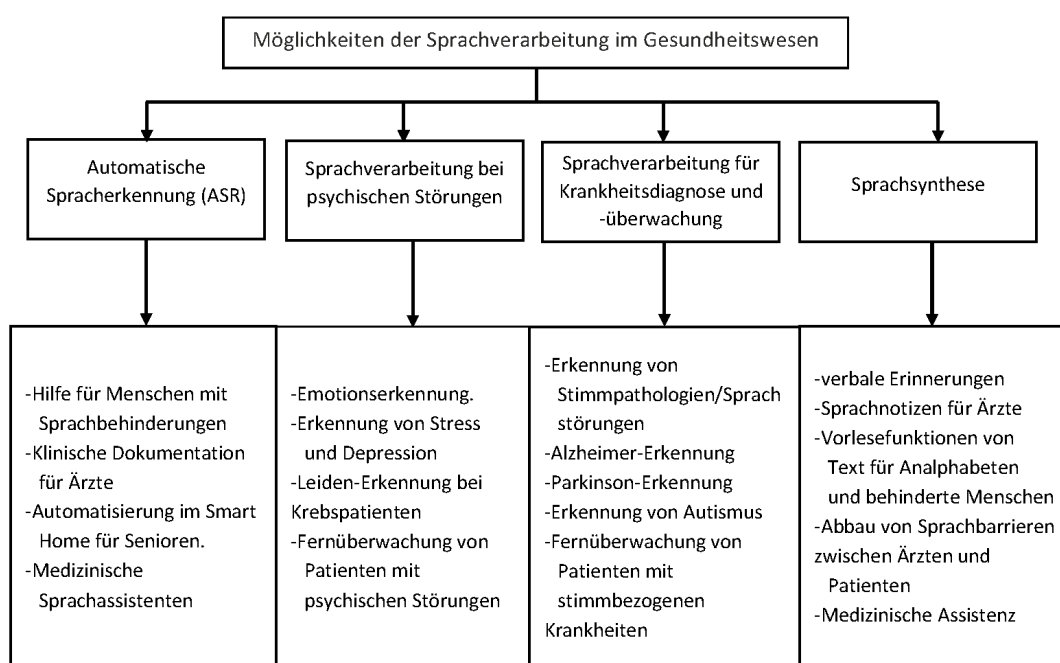 Möglichkeiten der Sprachverarbeitung im Gesundheitswesen
Automatische
Spracherkennung (ASR)
Sprachverarbeitung bei
psychischen Störungen
Sprachverarbeitung für
Krankheitsdiagnose und
-überwachung
Sprachsynthese
-Hilfe für Menschen mit
Sprachbehinderungen
-Klinische Dokumentation
für Ärzte
-Automatisierung im Smart
Home für Senioren.
-Medizinische
Sprachassistenten
-Emotionserkennung.
-Erkennung von Stress
und Depression
-Leiden-Erkennung bei
Krebspatienten
-Fernüberwachung von
Patienten mit
psychischen Störungen
-Erkennung von
Stimmpathologien/Sprach
störungen
-Alzheimer-Erkennung
-Parkinson-Erkennung
-Erkennung von Autismus
-Fernüberwachung von
Patienten mit
stimmbezogenen
Krankheiten
-verbale Erinnerungen
-Sprachnotizen für Ärzte
-Vorlesefunktionen von
Text für Analphabeten
und behinderte Menschen
-Abbau von Sprachbarrieren
zwischen Ärzten und
Patienten
-Medizinische Assistenz